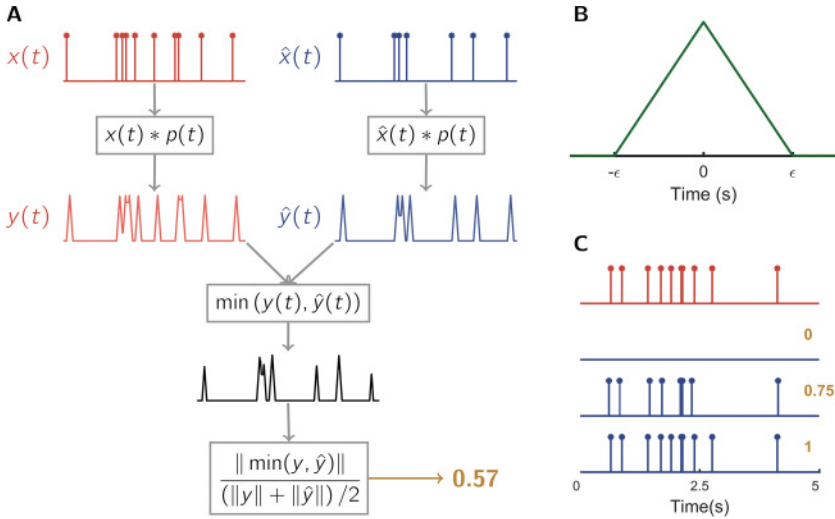 A
x(t)
x̂(t)
x(t) ∗ p(t)
x̂(t) ∗ p(t)
y(t)
ŷ(t)
min (y(t), ŷ(t))
‖ min(y, ŷ)‖
(‖y‖ + ‖ŷ‖) /2
0.57
B
-ϵ
0
ϵ
Time (s)
C
0
0.75
1
0
2.5
5
Time(s)